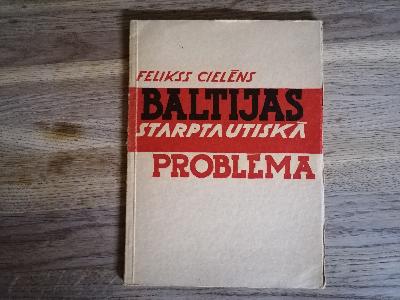 FELIKSS CIELĒNS
BALTIJAS
STARPTAUTISKĀ
PROBLĒMA